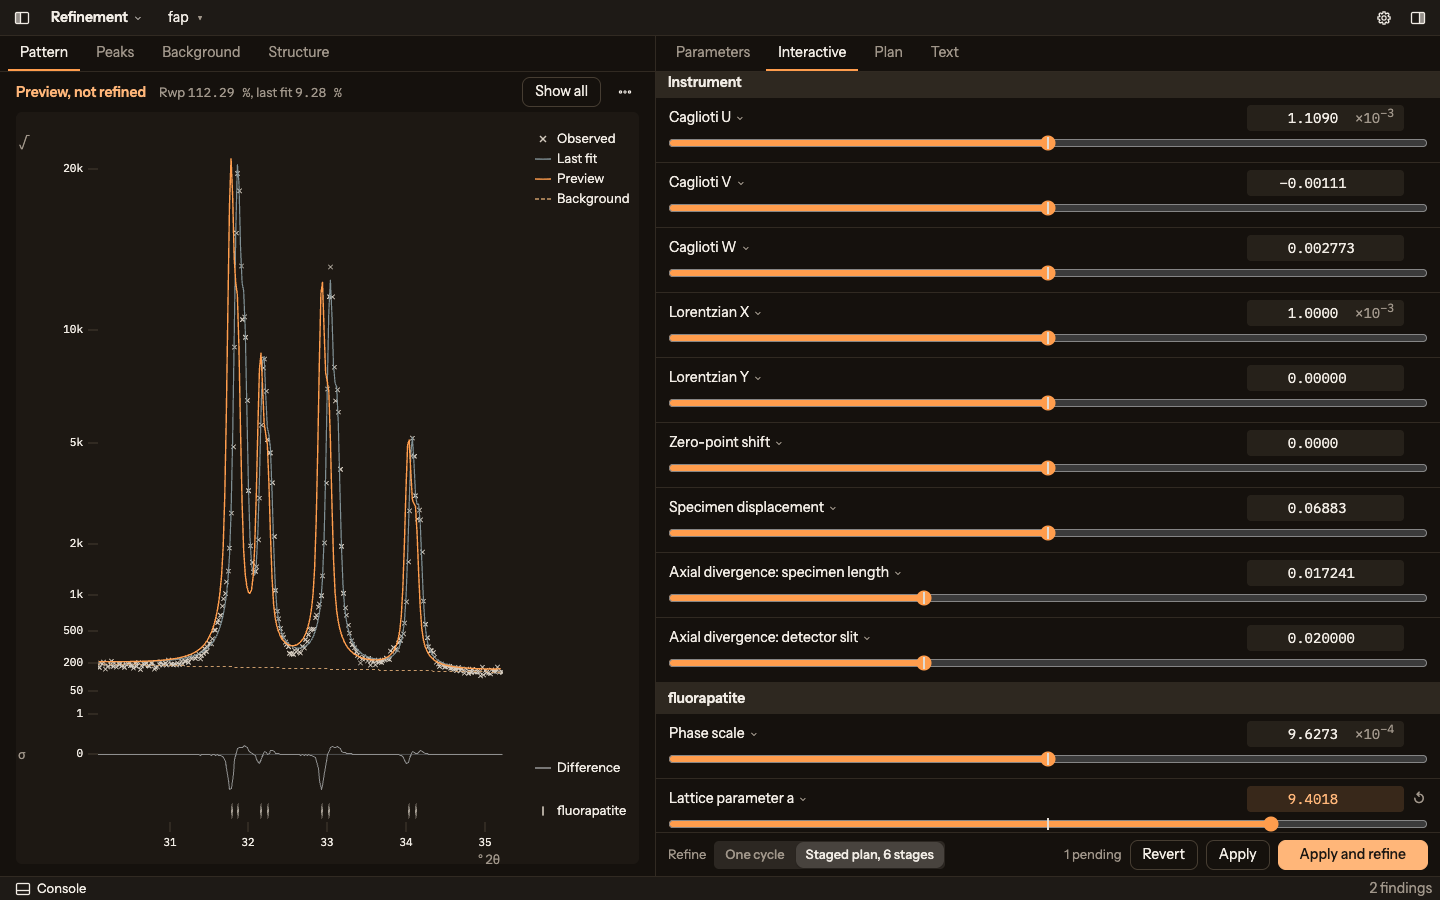 Refinement
fap
Pattern
Peaks
Background
Structure
Parameters
Interactive
Plan
Text
Preview, not refined
Rwp 112.29 %, last fit 9.28 %
Show all
√
Observed
Last fit
Preview
Background
20k
10k
5k
2k
1k
500
200
50
1
0
σ
Difference
fluorapatite
31
32
33
34
35
°2θ
Instrument
Caglioti U
1.1090 ×10−3
Caglioti V
−0.00111
Caglioti W
0.002773
Lorentzian X
1.0000 ×10−3
Lorentzian Y
0.00000
Zero-point shift
0.0000
Specimen displacement
0.06883
Axial divergence: specimen length
0.017241
Axial divergence: detector slit
0.020000
fluorapatite
Phase scale
9.6273 ×10−4
Lattice parameter a
9.4018
Refine
One cycle
Staged plan, 6 stages
1 pending
Revert
Apply
Apply and refine
Console
2 findings